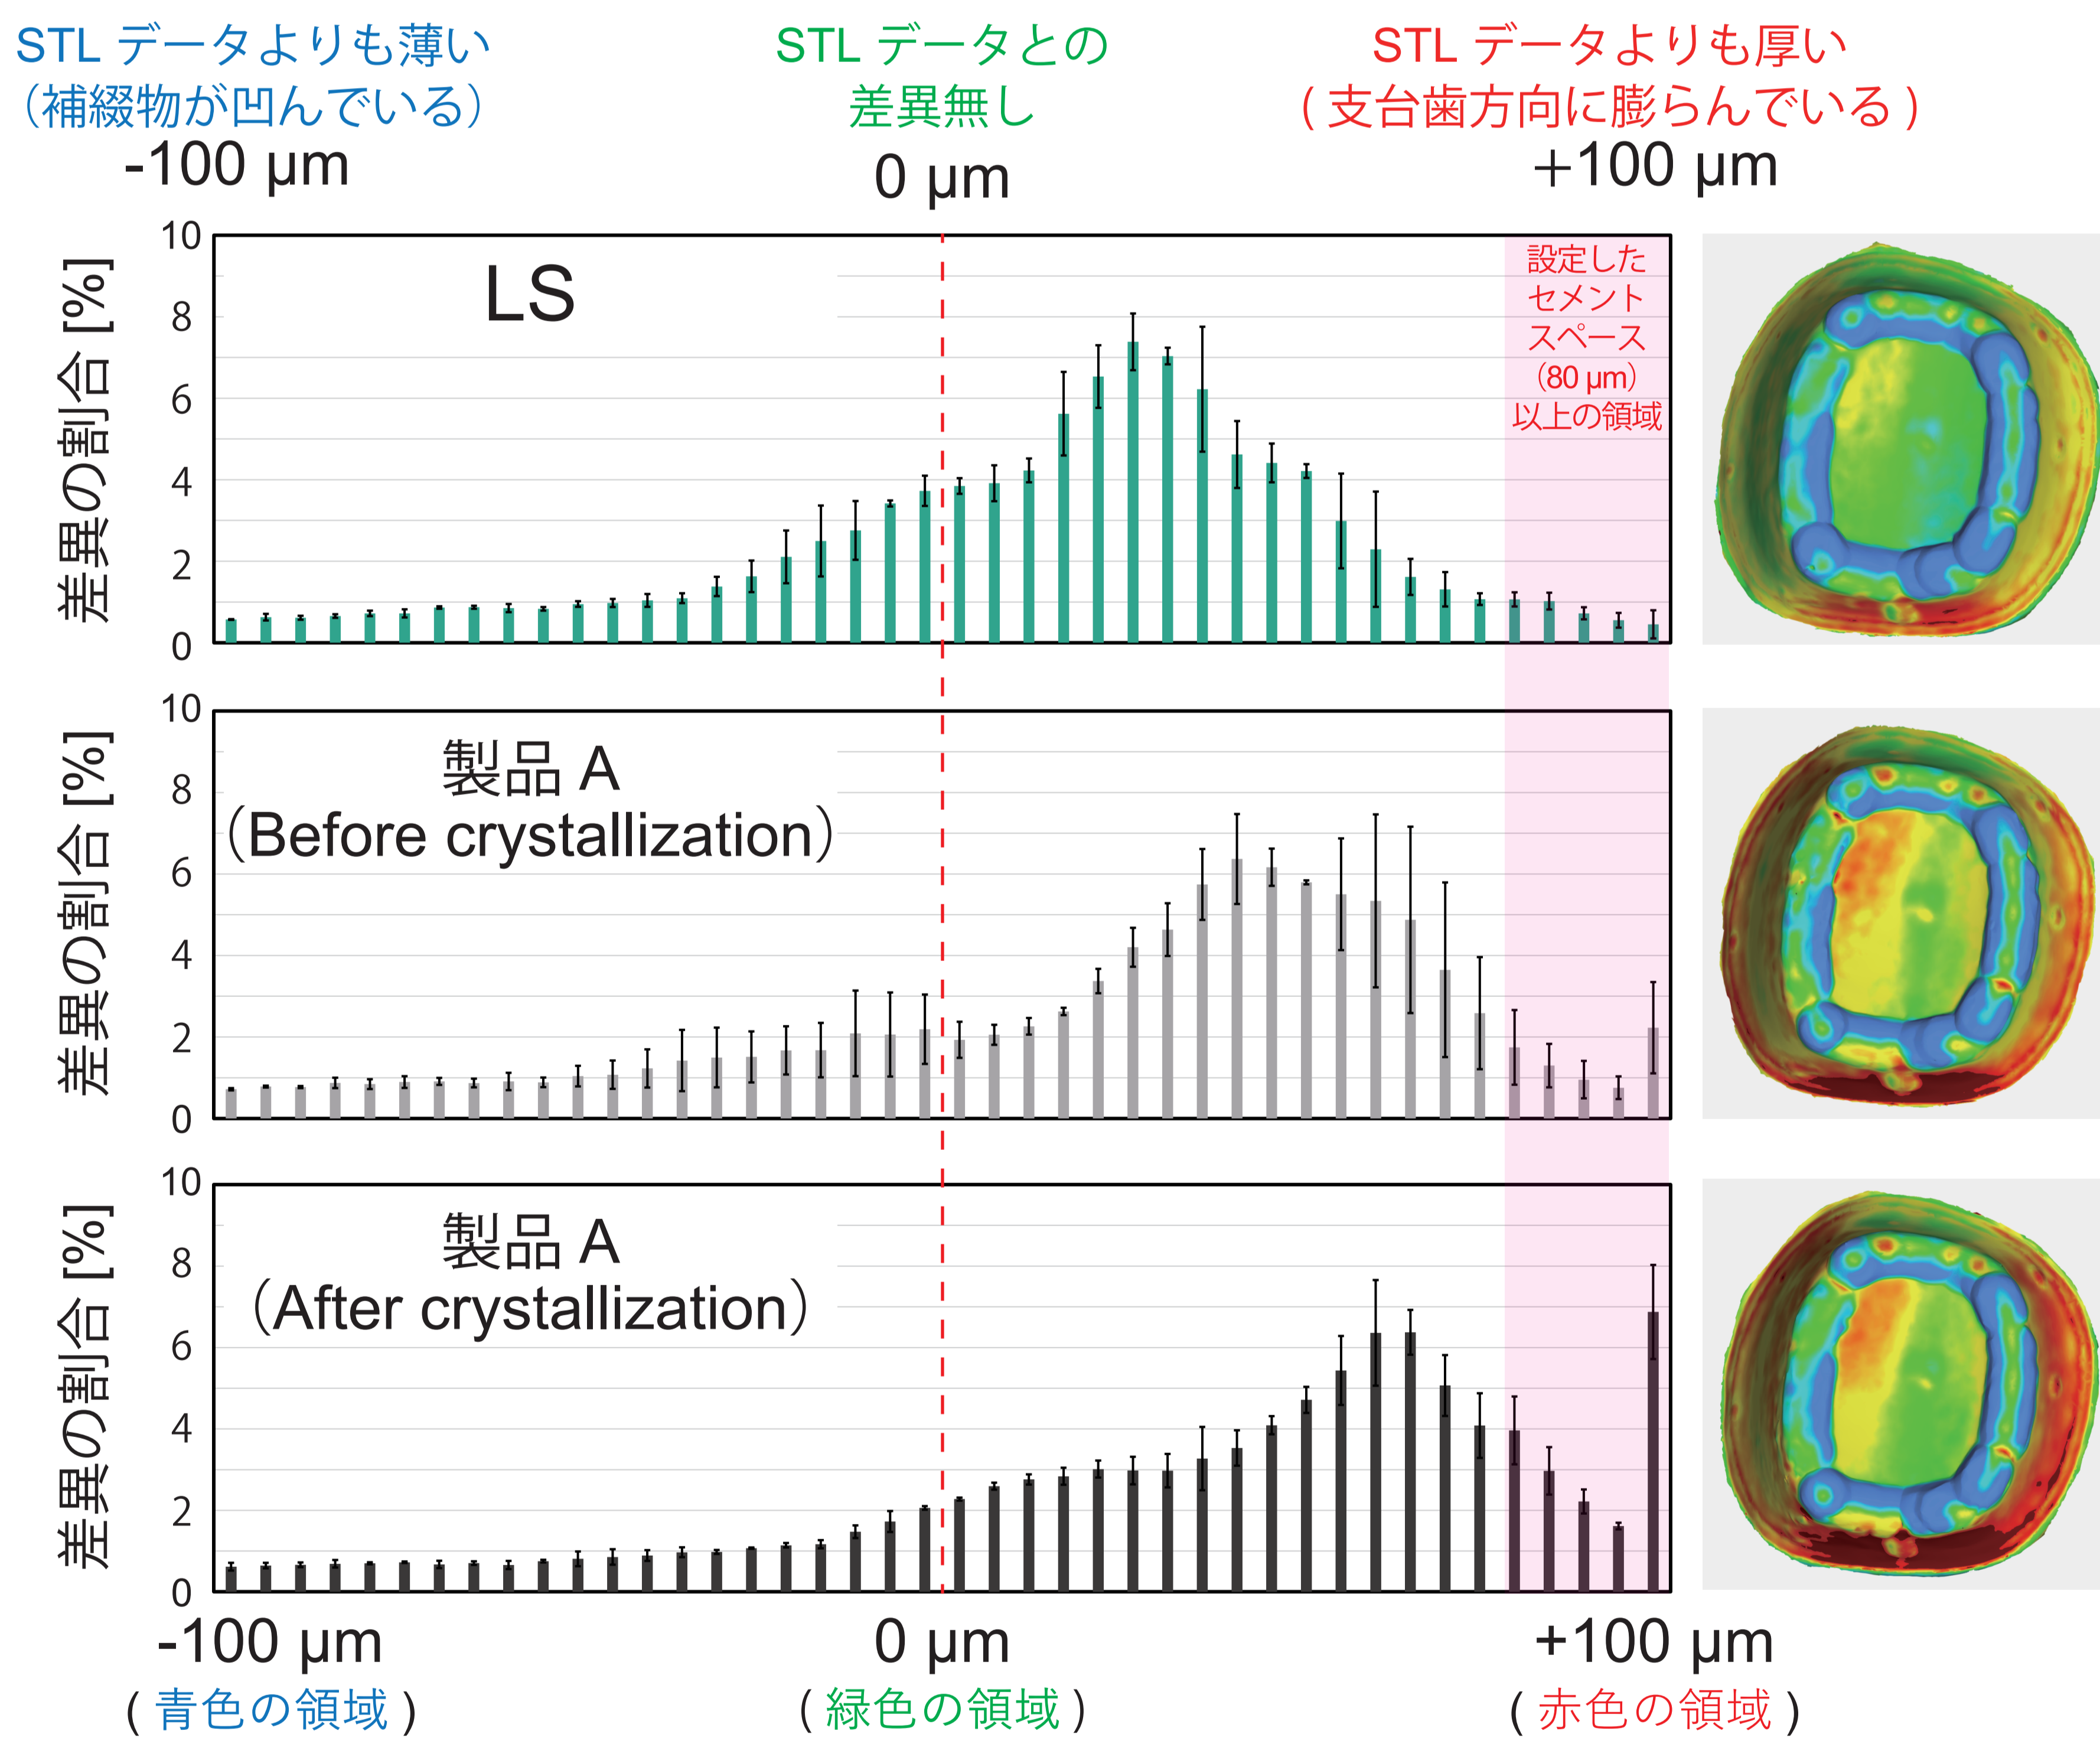 STL データよりも薄い
（補綴物が凹んでいる）
-100 μm
STL データとの
差異無し
0 μm
STL データよりも厚い
( 支台歯方向に膨らんでいる )
+100 μm
差異の割合 [%]
10
8
6
4
2
0
LS
設定した
セメント
スペース
（80 μm）
以上の領域
差異の割合 [%]
10
8
6
4
2
0
製品 A
（Before crystallization）
差異の割合 [%]
10
8
6
4
2
0
製品 A
（After crystallization）
-100 μm
( 青色の領域 )
0 μm
( 緑色の領域 )
+100 μm
( 赤色の領域 )